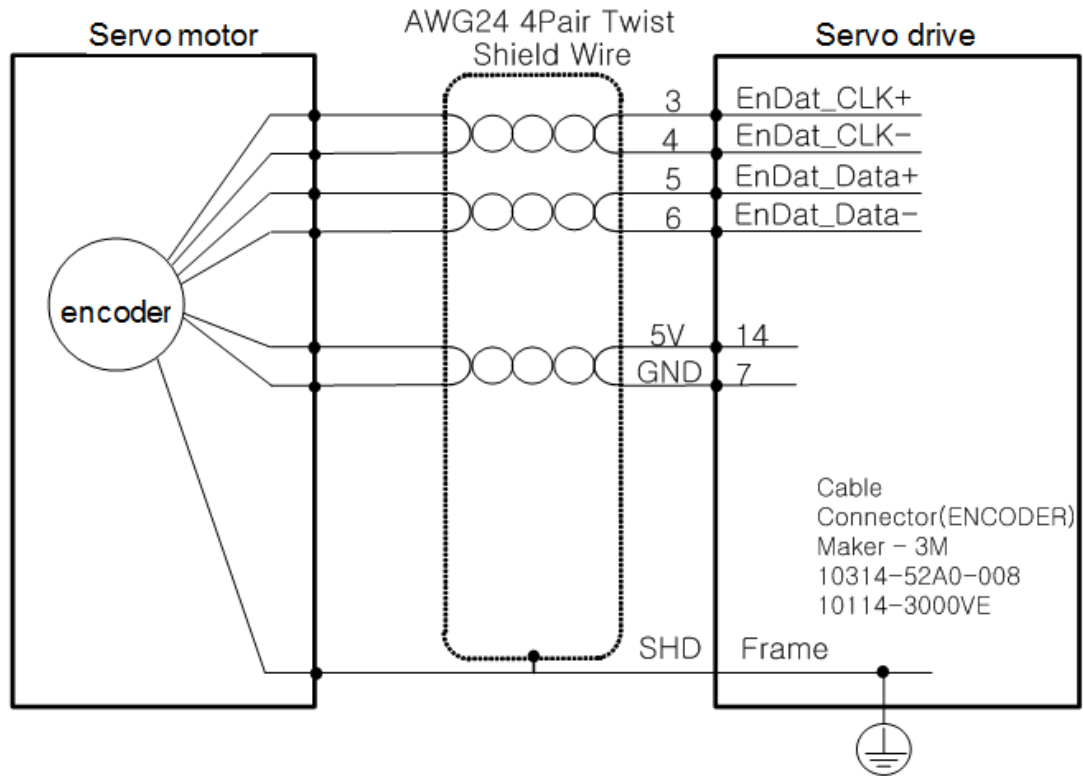 Servo motor
AWG24 4Pair Twist
Shield Wire
Servo drive
3
EnDat_CLK+
4
EnDat_CLK-
5
EnDat_Data+
6
EnDat_Data-
encoder
5V
14
GND
7
Cable
Connector(ENCODER)
Maker - 3M
10314-52A0-008
10114-3000VE
SHD
Frame